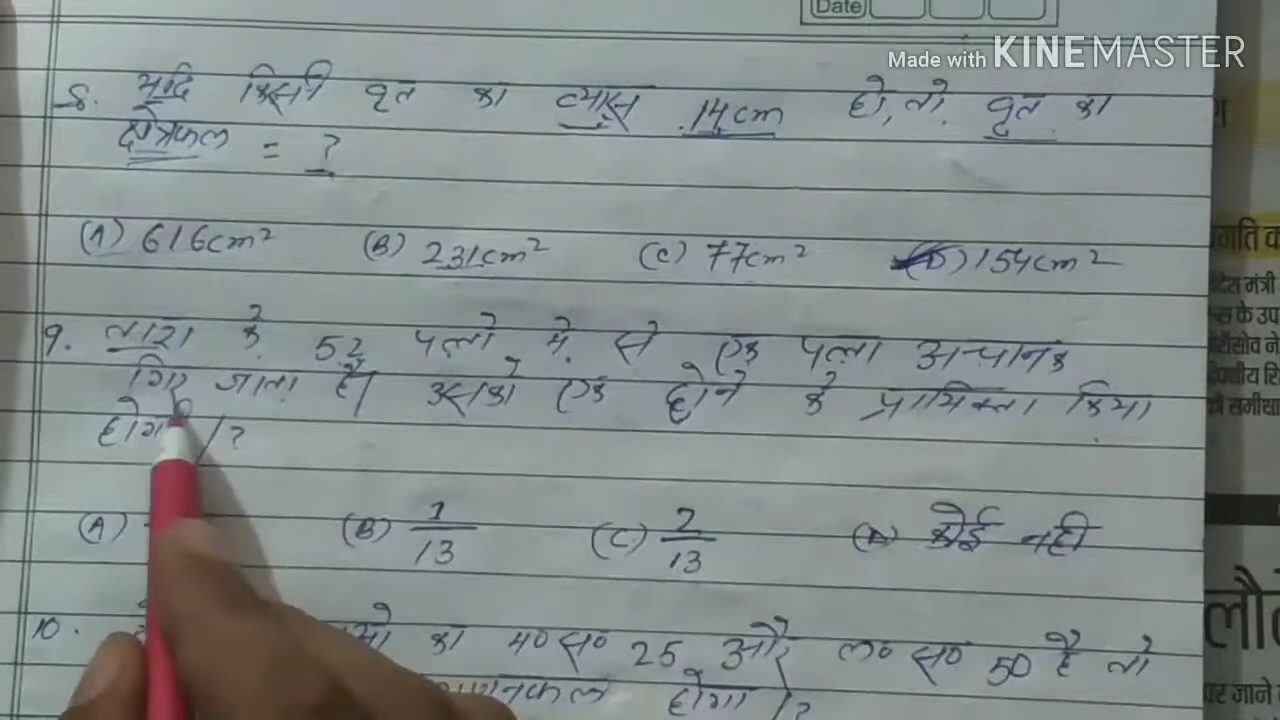 Date
Made with KINEMASTER
8. यदि किसी वृत का व्यास 14cm हो, तो वृत का
क्षेत्रफल = ?
(A) 616cm² (B) 231cm² (C) 77cm² (D) 154cm²
9. ताश के 52 पत्तो मे से एक पत्ता अचानक
गिर जाता है। उसको एक होने के प्रायिक्ता किया
होगा ?
(A) (B) 1/13 (C) 2/13 (D) कोई नही
10. का म० स० 25 और ल० स० 50 है तो
होगा ?